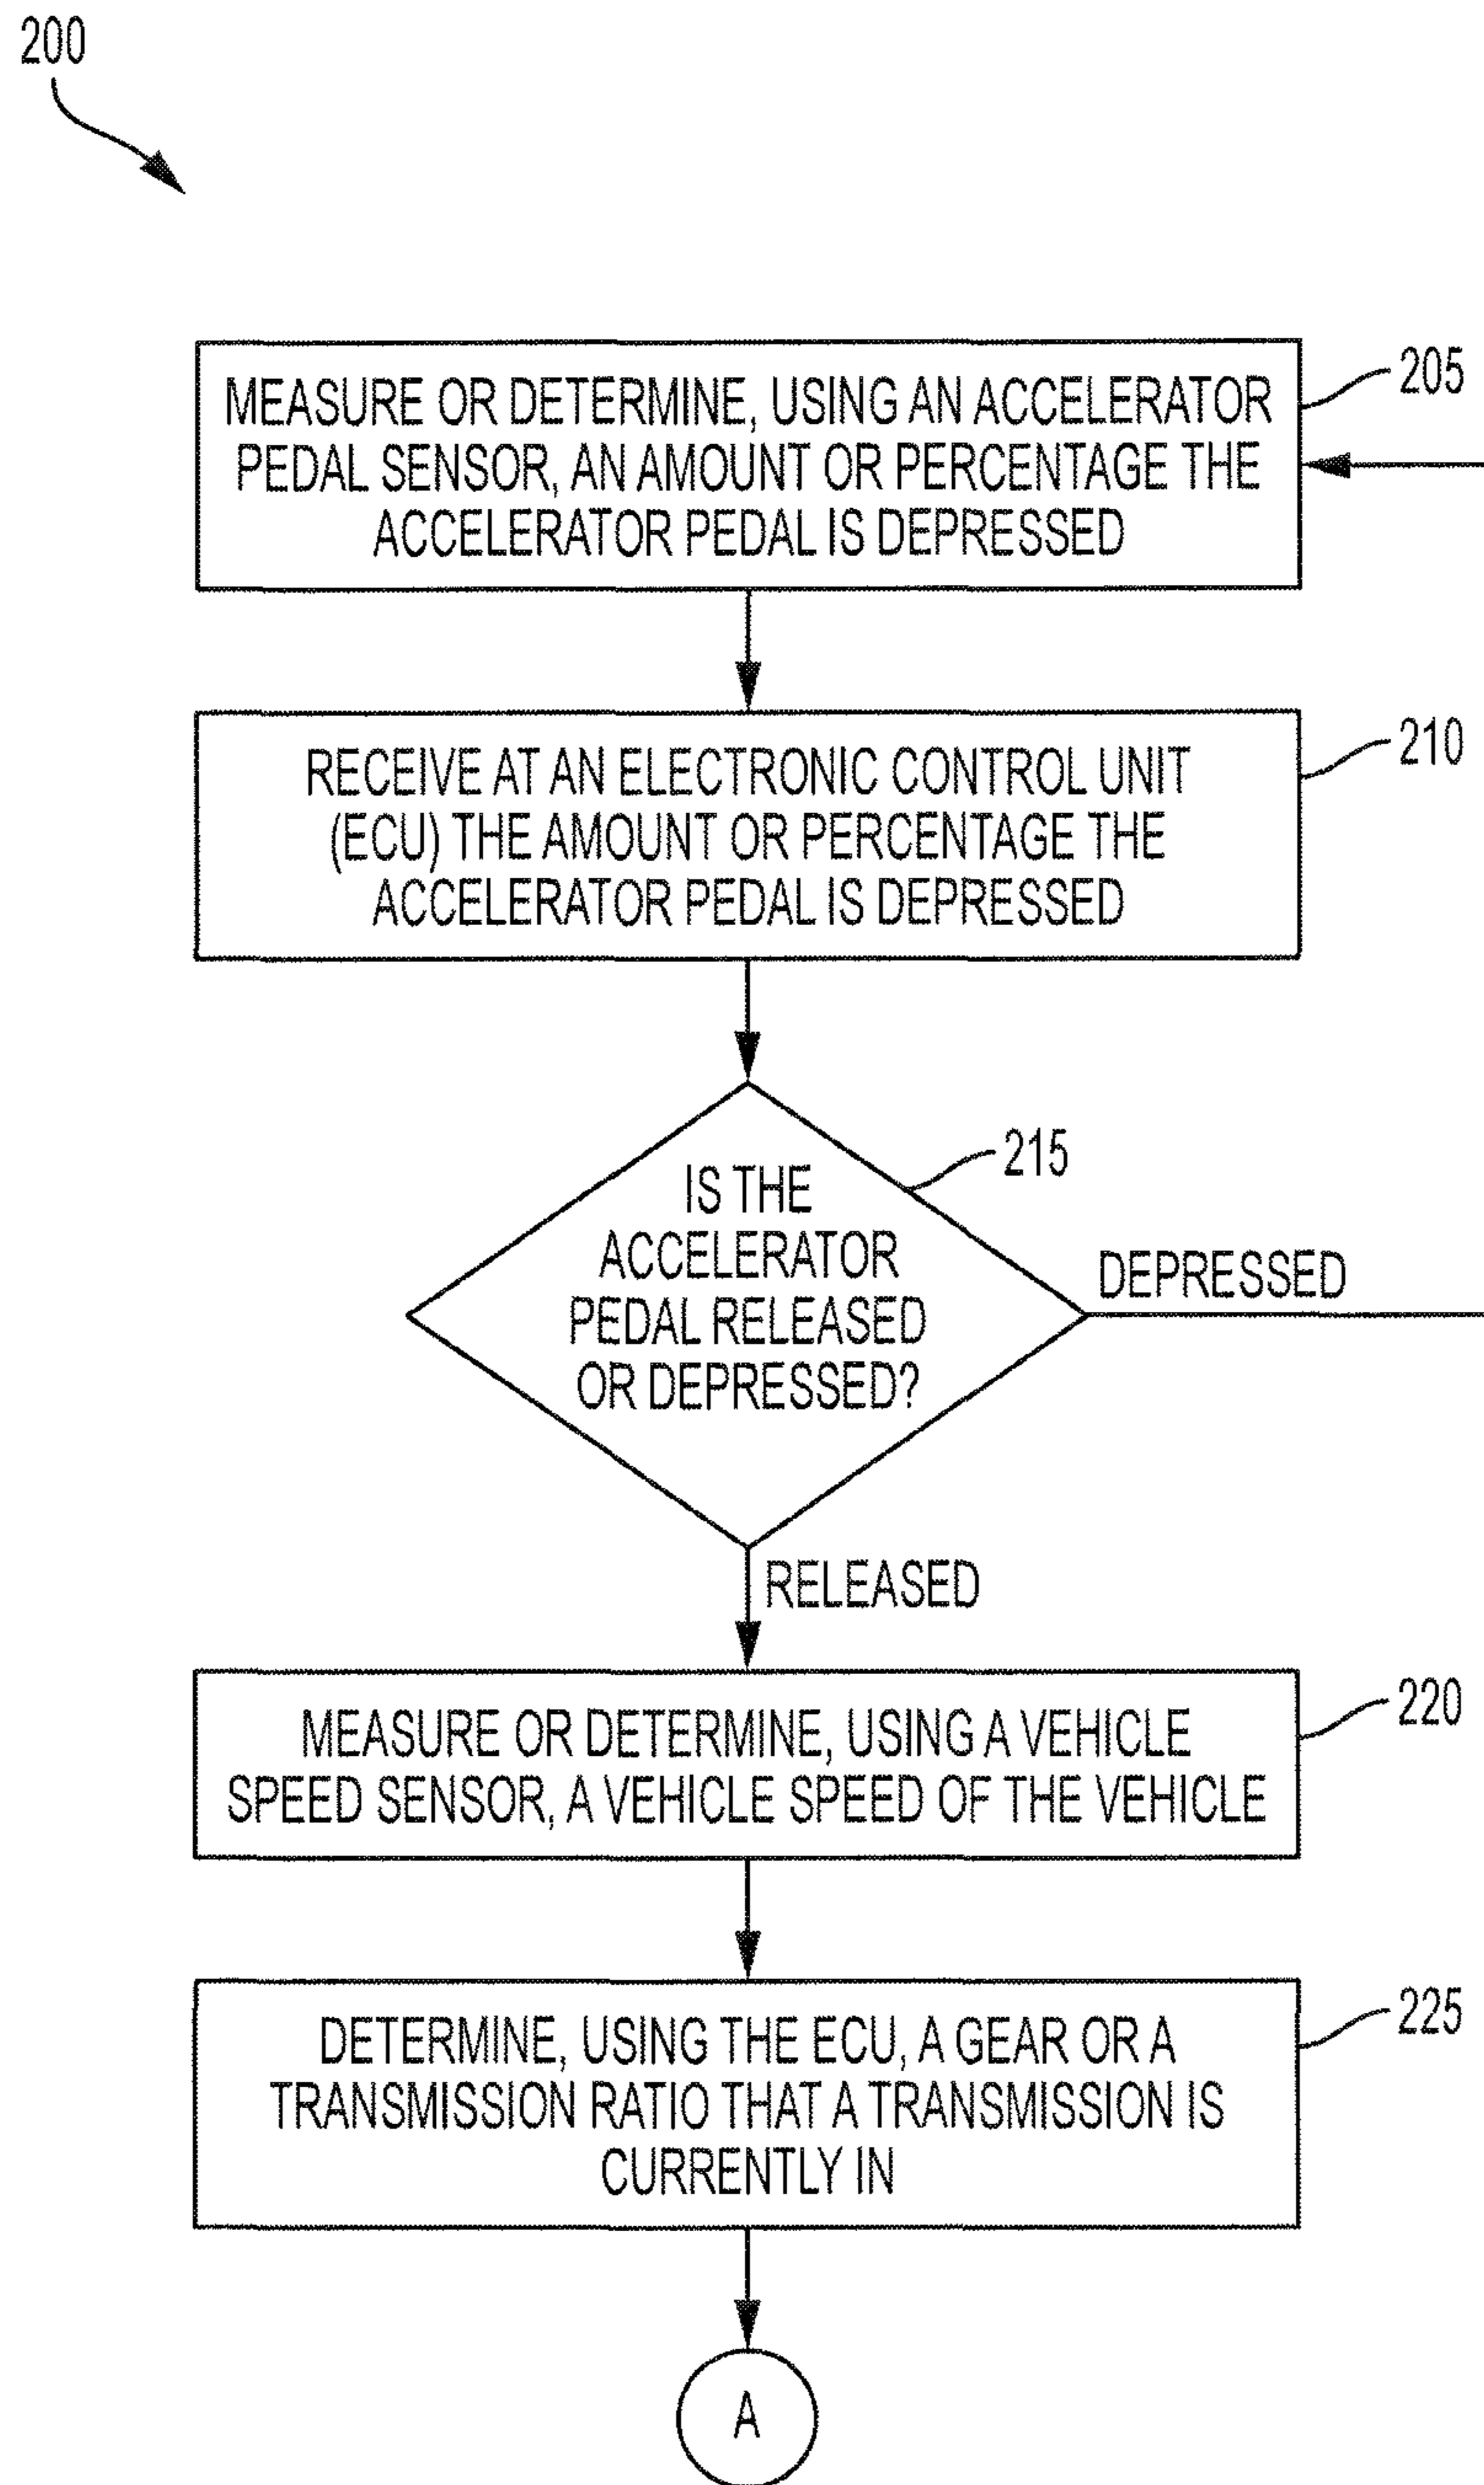 200
MEASURE OR DETERMINE, USING AN ACCELERATOR
PEDAL SENSOR, AN AMOUNT OR PERCENTAGE THE
ACCELERATOR PEDAL IS DEPRESSED
205
RECEIVE AT AN ELECTRONIC CONTROL UNIT
(ECU) THE AMOUNT OR PERCENTAGE THE
ACCELERATOR PEDAL IS DEPRESSED
210
IS THE
ACCELERATOR
PEDAL RELEASED
OR DEPRESSED?
215
DEPRESSED
RELEASED
MEASURE OR DETERMINE, USING A VEHICLE
SPEED SENSOR, A VEHICLE SPEED OF THE VEHICLE
220
DETERMINE, USING THE ECU, A GEAR OR A
TRANSMISSION RATIO THAT A TRANSMISSION IS
CURRENTLY IN
225
A